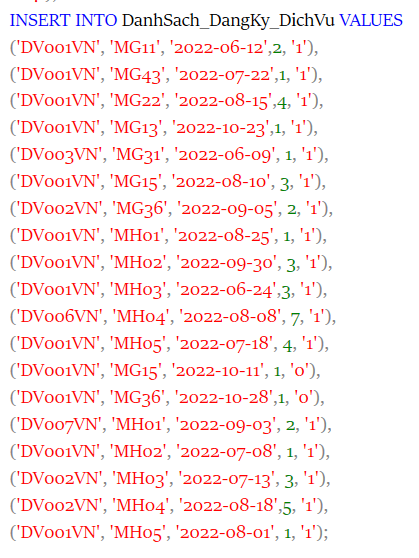 INSERT INTO DanhSach_DangKy_DichVu VALUES
('DV001VN', 'MG11', '2022-06-12',2, '1'),
('DV001VN', 'MG43', '2022-07-22',1, '1'),
('DV001VN', 'MG22', '2022-08-15',4, '1'),
('DV001VN', 'MG13', '2022-10-23',1, '1'),
('DV003VN', 'MG31', '2022-06-09', 1, '1'),
('DV001VN', 'MG15', '2022-08-10', 3, '1'),
('DV002VN', 'MG36', '2022-09-05', 2, '1'),
('DV001VN', 'MH01', '2022-08-25', 1, '1'),
('DV001VN', 'MH02', '2022-09-30', 3, '1'),
('DV001VN', 'MH03', '2022-06-24',3, '1'),
('DV006VN', 'MH04', '2022-08-08', 7, '1'),
('DV001VN', 'MH05', '2022-07-18', 4, '1'),
('DV001VN', 'MG15', '2022-10-11', 1, '0'),
('DV001VN', 'MG36', '2022-10-28',1, '0'),
('DV007VN', 'MH01', '2022-09-03', 2, '1'),
('DV001VN', 'MH02', '2022-07-08', 1, '1'),
('DV002VN', 'MH03', '2022-07-13', 3, '1'),
('DV002VN', 'MH04', '2022-08-18',5, '1'),
('DV001VN', 'MH05', '2022-08-01', 1, '1');